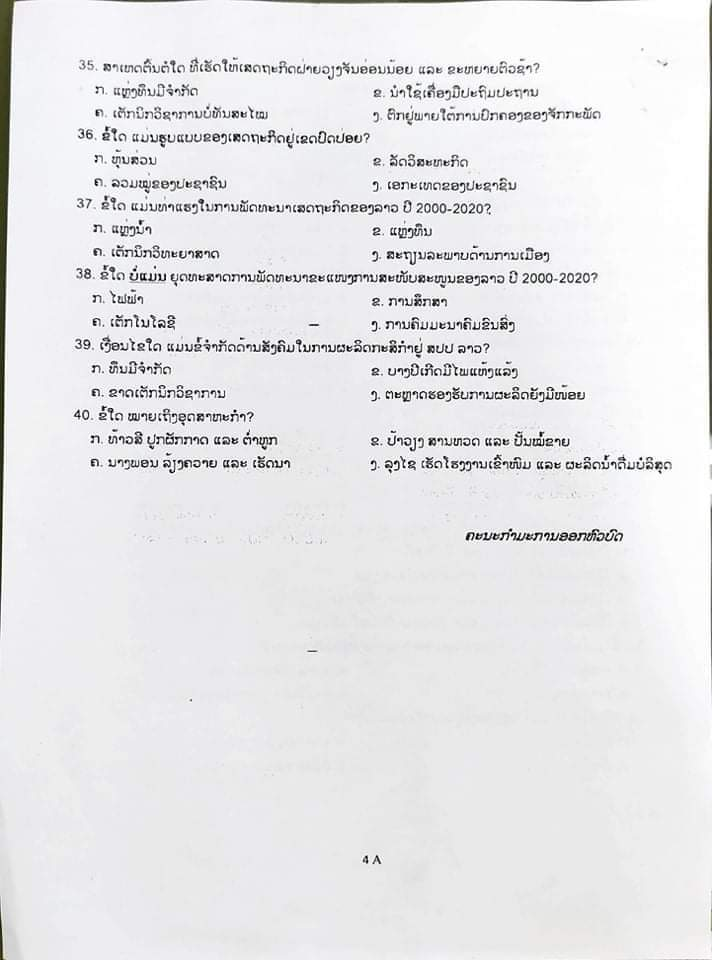 35. ສາເຫດຕົ້ນຕໍໃດ ທີ່ເຮັດໃຫ້ເສດຖະກິດຝ່າຍວຽງຈັນອ່ອນນ້ອຍ ແລະ ຂະຫຍາຍຕົວຊ້າ?
ກ. ແຫຼ່ງທຶນມີຈຳກັດ ຂ. ນຳໃຊ້ເຄື່ອງມືປະຖົມປະຖານ
ຄ. ເຕັກນິກວິຊາການບໍ່ທັນສະໄໝ ງ. ຕົກຢູ່ພາຍໃຕ້ການປົກຄອງຂອງຈັກກະພັດ
36. ຂໍ້ໃດ ແມ່ນຮູບແບບຂອງເສດຖະກິດຢູ່ເຂດປົດປ່ອຍ?
ກ. ຫຸ້ນສ່ວນ ຂ. ລັດວິສະຫະກິດ
ຄ. ລວມໝູ່ຂອງປະຊາຊົນ ງ. ເອກະເທດຂອງປະຊາຊົນ
37. ຂໍ້ໃດ ແມ່ນທ່າແຮງໃນການພັດທະນາເສດຖະກິດຂອງລາວ ປີ 2000-2020?
ກ. ແຫຼ່ງນ້ຳ ຂ. ແຫຼ່ງທຶນ
ຄ. ເຕັກນິກວິທະຍາສາດ ງ. ສະຖຽນລະພາບດ້ານການເມືອງ
38. ຂໍ້ໃດ ບໍ່ແມ່ນ ຍຸດທະສາດການພັດທະນາຂະແໜງການສະໜັບສະໜູນຂອງລາວ ປີ 2000-2020?
ກ. ໄຟຟ້າ ຂ. ການສຶກສາ
ຄ. ເຕັກໂນໂລຊີ ງ. ການຄົມມະນາຄົມຂົນສົ່ງ
39. ເງື່ອນໄຂໃດ ແມ່ນຂໍ້ຈຳກັດດ້ານສັງຄົມໃນການຜະລິດກະສິກຳຢູ່ ສປປ ລາວ?
ກ. ທຶນມີຈຳກັດ ຂ. ບາງປີເກີດມີໄພແຫ້ງແລ້ງ
ຄ. ຂາດເຕັກນິກວິຊາການ ງ. ຕະຫຼາດຮອງຮັບການຜະລິດຍັງມີໜ້ອຍ
40. ຂໍ້ໃດ ໝາຍເຖິງອຸດສາຫະກຳ?
ກ. ທ້າວສີ ປູກຜັກກາດ ແລະ ຕ່ຳຫູກ ຂ. ປ້າວຽງ ສານຫວດ ແລະ ປັ້ນໝໍ້ຂາຍ
ຄ. ນາງພອນ ລ້ຽງຄວາຍ ແລະ ເຮັດນາ ງ. ລຸງໄຊ ເຮັດໂຮງງານເຂົ້າໜົມ ແລະ ຜະລິດນ້ຳດື່ມບໍລິສຸດ
ຄະນະກຳມະການອອກຫົວບົດ
4 A